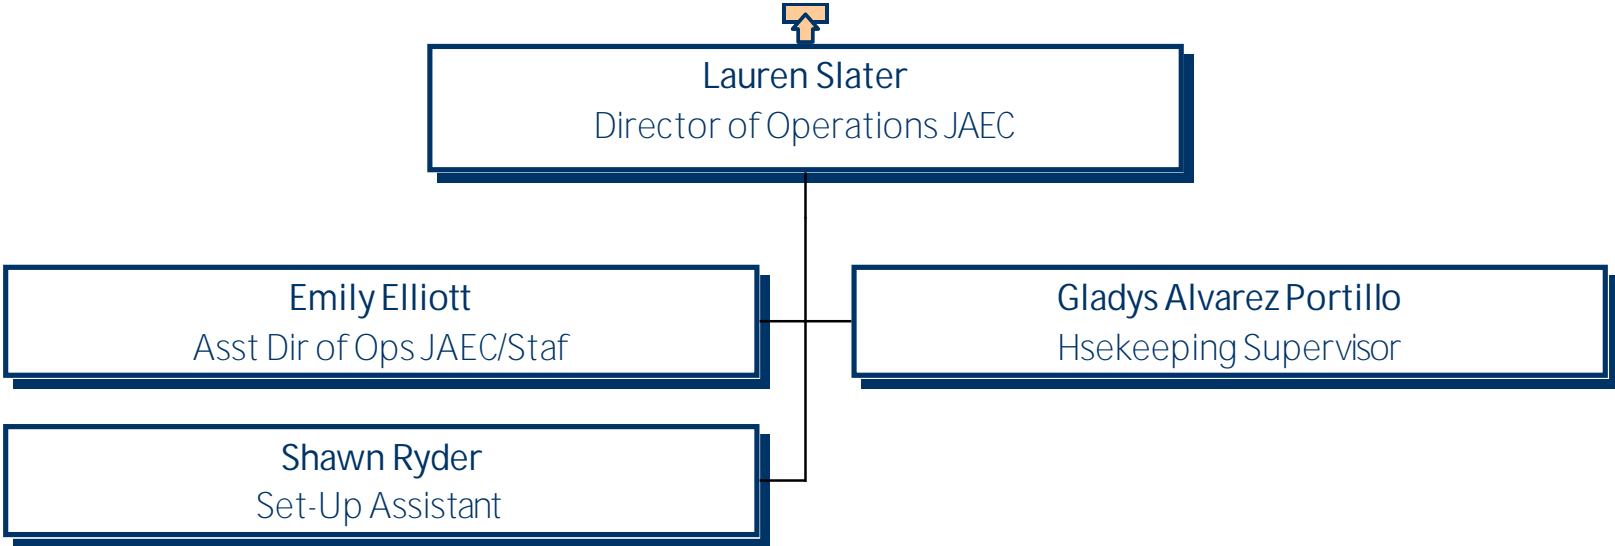 Lauren Slater
Director of Operations JAEC
Emily Elliott
Asst Dir of Ops JAEC/Staf
Gladys Alvarez Portillo
Hsekeeping Supervisor
Shawn Ryder
Set-Up Assistant